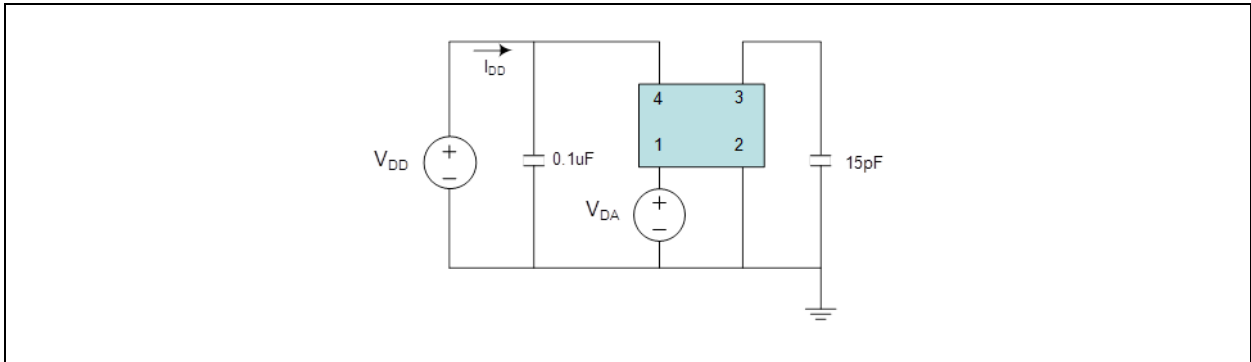 I_DD
4 3
1 2
V_DD
+
−
0.1uF
15pF
V_DA
+
−